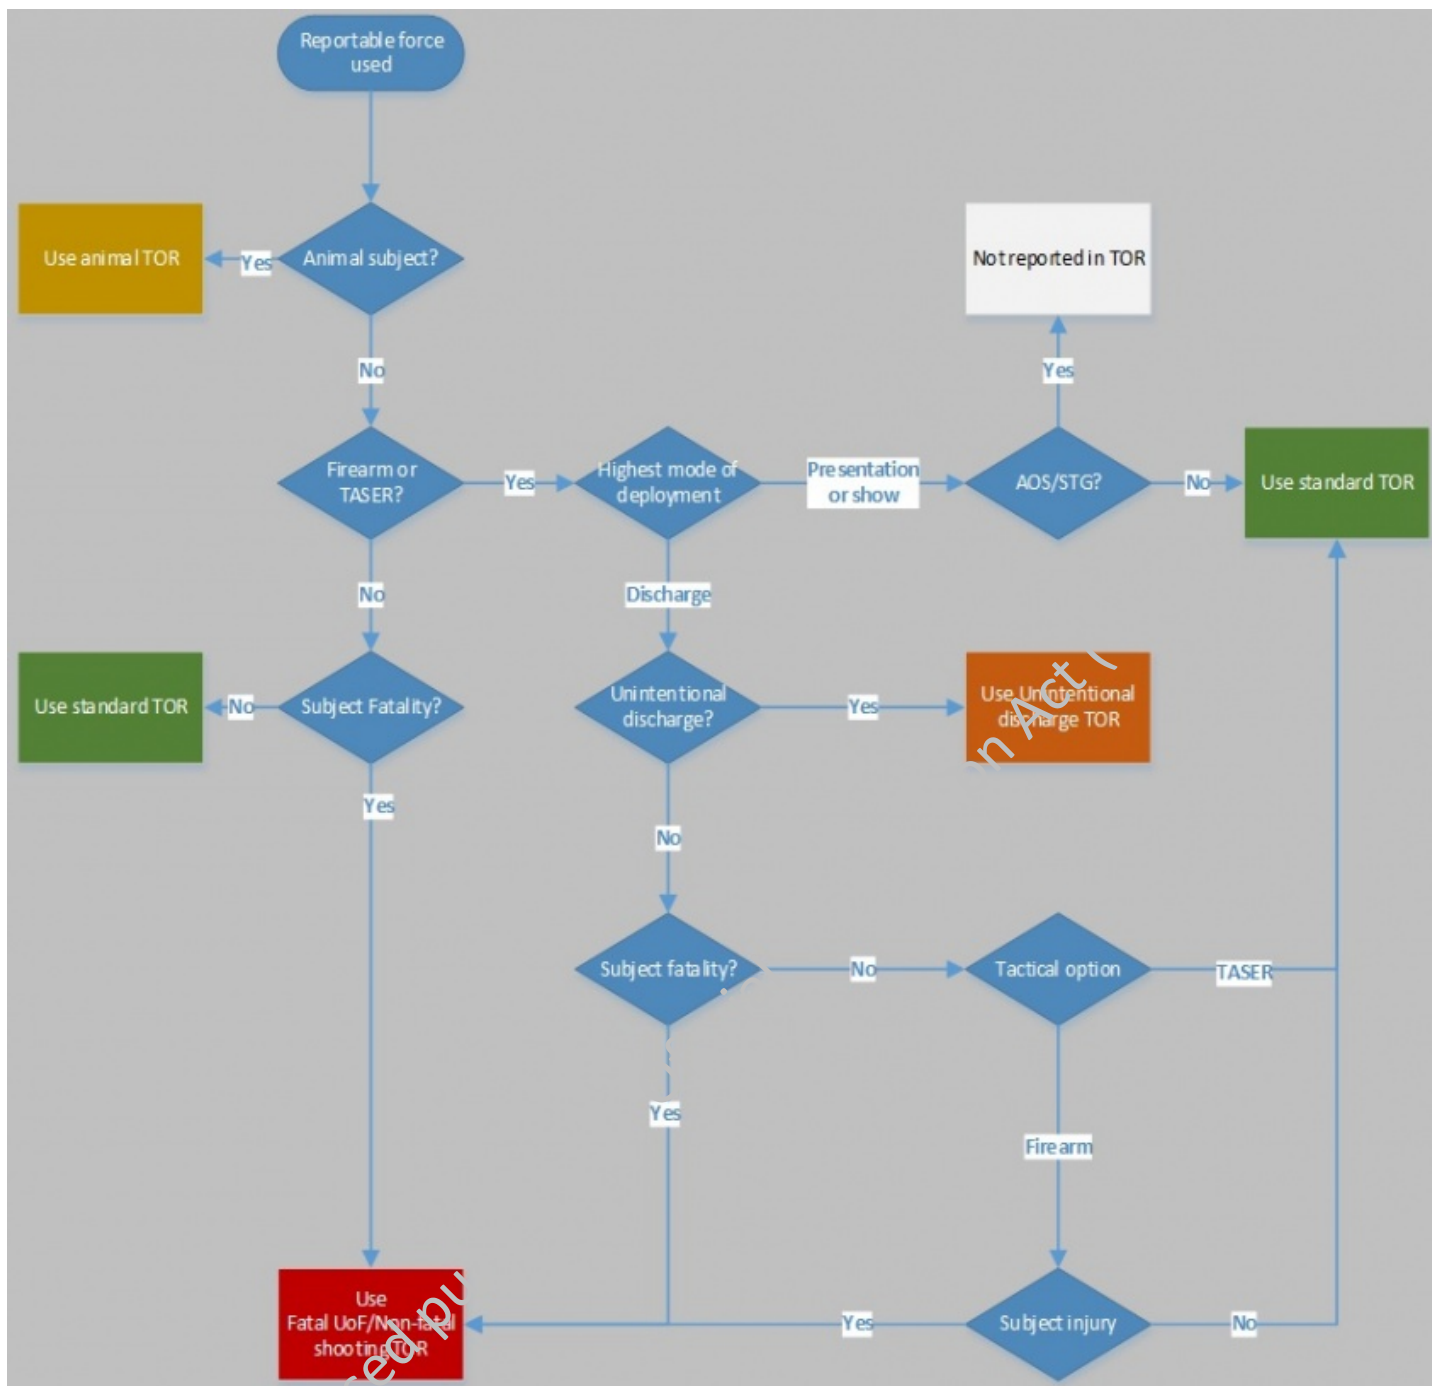 Reportable force
used
Use animal TOR
Yes
Animal subject?
Not reported in TOR
No
Yes
Firearm or
TASER?
Yes
Highest mode of
deployment
Presentation
or show
AOS/STG?
No
Use standard TOR
No
Discharge
Use standard TOR
No
Subject Fatality?
Unintentional
discharge?
Yes
Use Unintentional
discharge TOR
Yes
No
Subject fatality?
No
Tactical option
TASER
Yes
Firearm
Use
Fatal UoF/Non-fatal
shooting TOR
Yes
Subject injury
No
Act